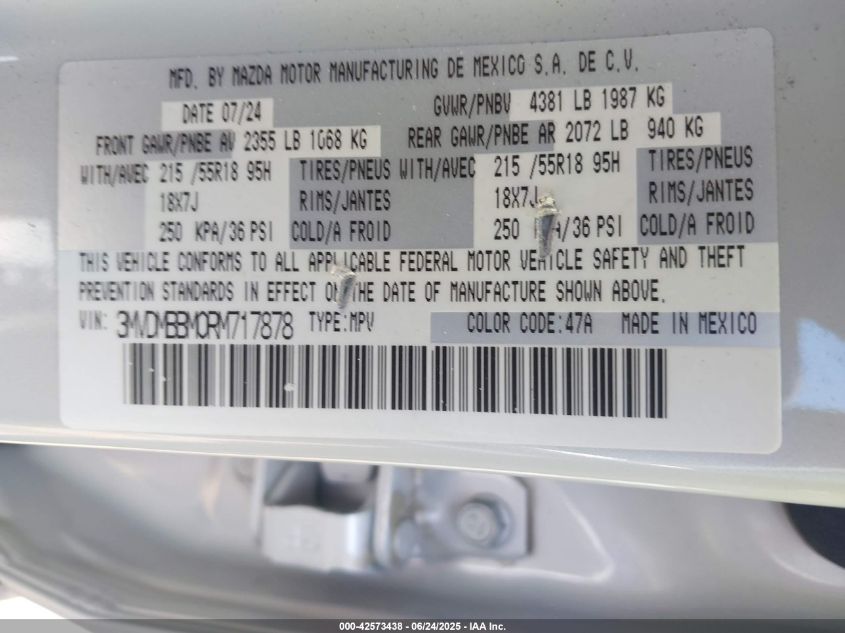 MFD. BY MAZDA MOTOR MANUFACTURING DE MEXICO S.A. DE C.V.
DATE 07/24 GVWR/PNBV 4381 LB 1987 KG
FRONT GAWR/PNBE AV 2355 LB 1068 KG REAR GAWR/PNBE AR 2072 LB 940 KG
WITH/AVEC 215 /55R18 95H TIRES/PNEUS WITH/AVEC 215 /55R18 95H TIRES/PNEUS
18X7J RIMS/JANTES 18X7J RIMS/JANTES
250 KPA/36 PSI COLD/A FROID 250 KPA/36 PSI COLD/A FROID
THIS VEHICLE CONFORMS TO ALL APPLICABLE FEDERAL MOTOR VEHICLE SAFETY AND THEFT
PREVENTION STANDARDS IN EFFECT ON THE DATE OF MANUFACTURE SHOWN ABOVE.
VIN: 3MVDMBBM0RM717878 TYPE:MPV COLOR CODE:47A MADE IN MEXICO
000-42573438 - 06/24/2025 - IAA Inc.